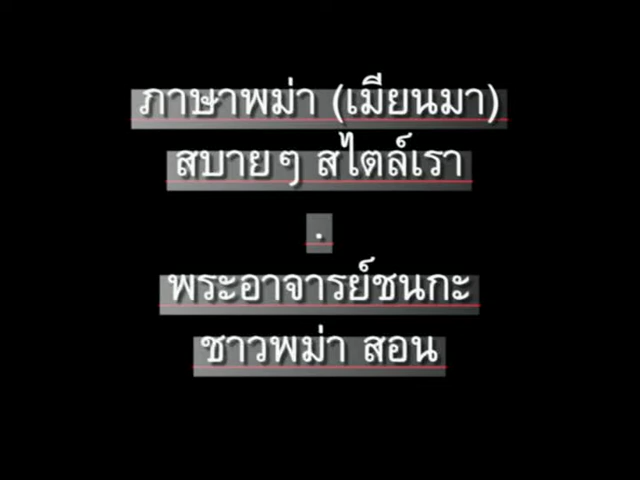 ภาษาพม่า (เมียนมา)
สบายๆ สไตล์เรา
.
พระอาจารย์ชนกะ
ชาวพม่า สอน